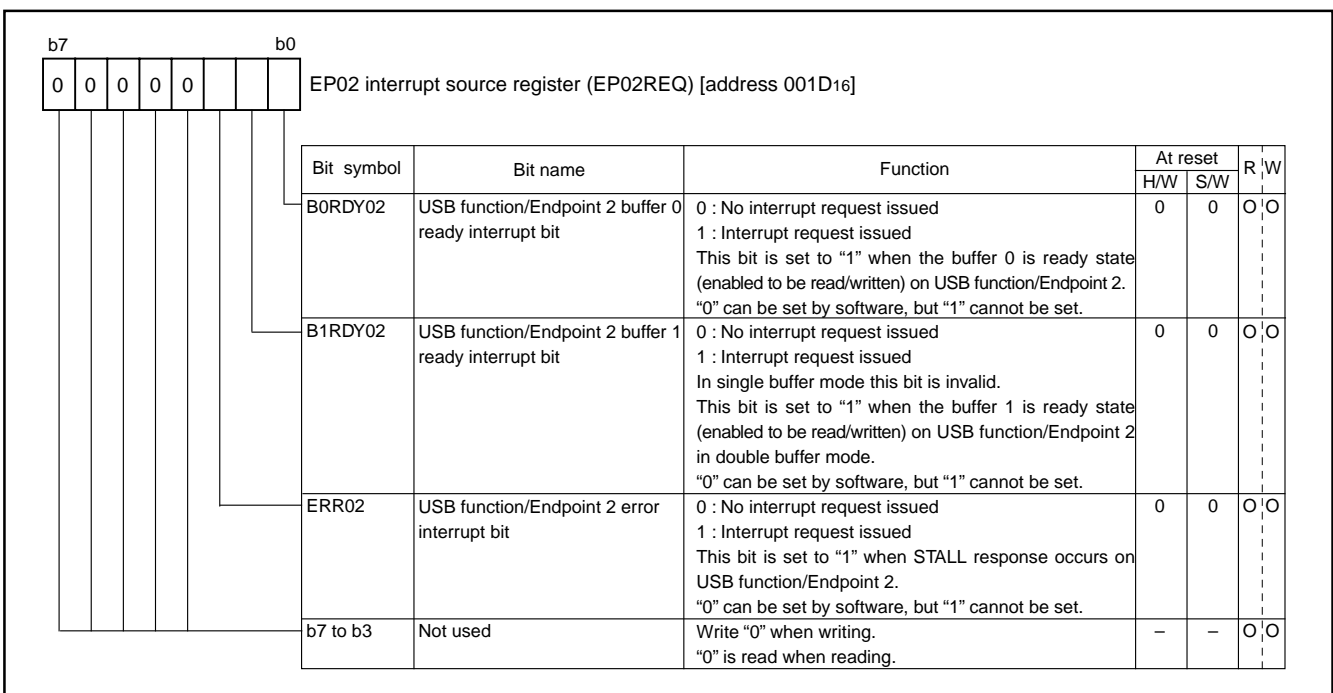 b7 b0
0 0 0 0 0
EP02 interrupt source register (EP02REQ) [address 001D16]
Bit symbol Bit name Function At reset R W
H/W S/W
B0RDY02 USB function/Endpoint 2 buffer 0 0 : No interrupt request issued 0 0 O O
ready interrupt bit 1 : Interrupt request issued
This bit is set to “1” when the buffer 0 is ready state
(enabled to be read/written) on USB function/Endpoint 2.
“0” can be set by software, but “1” cannot be set.
B1RDY02 USB function/Endpoint 2 buffer 1 0 : No interrupt request issued 0 0 O O
ready interrupt bit 1 : Interrupt request issued
In single buffer mode this bit is invalid.
This bit is set to “1” when the buffer 1 is ready state
(enabled to be read/written) on USB function/Endpoint 2
in double buffer mode.
“0” can be set by software, but “1” cannot be set.
ERR02 USB function/Endpoint 2 error 0 : No interrupt request issued 0 0 O O
interrupt bit 1 : Interrupt request issued
This bit is set to “1” when STALL response occurs on
USB function/Endpoint 2.
“0” can be set by software, but “1” cannot be set.
b7 to b3 Not used Write “0” when writing. – – O O
“0” is read when reading.